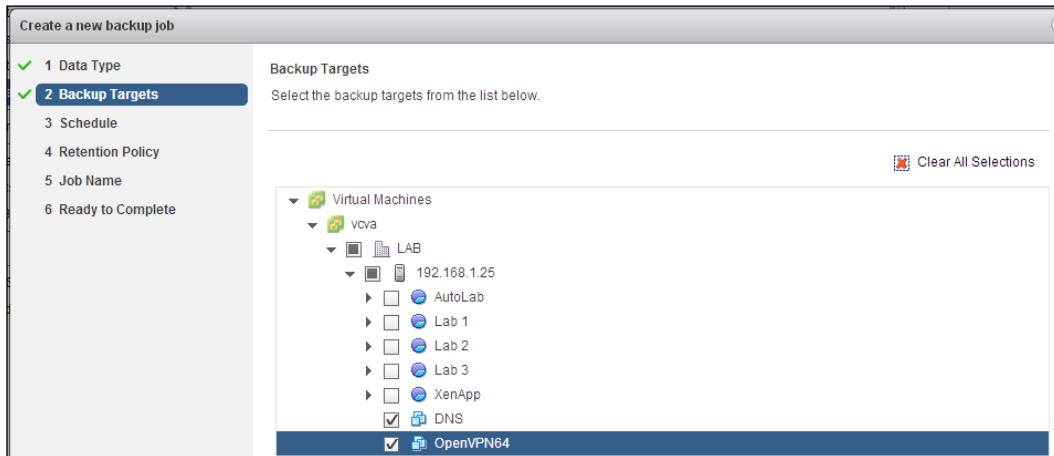 Create a new backup job
1 Data Type
2 Backup Targets
3 Schedule
4 Retention Policy
5 Job Name
6 Ready to Complete
Backup Targets
Select the backup targets from the list below.
Clear All Selections
Virtual Machines
vcva
LAB
192.168.1.25
AutoLab
Lab 1
Lab 2
Lab 3
XenApp
DNS
OpenVPN64